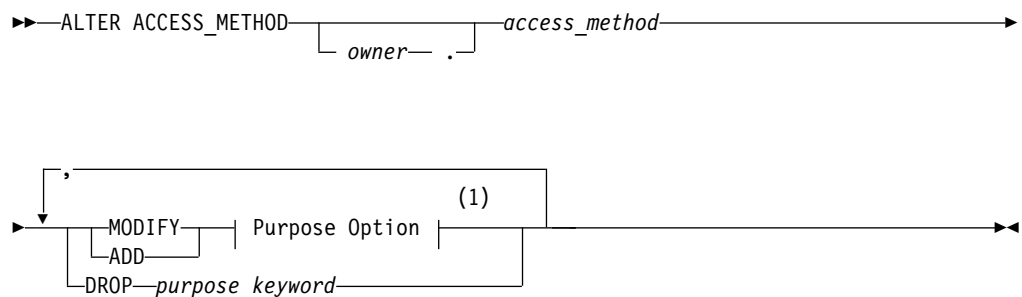 ALTER ACCESS_METHOD access_method
owner .
,
(1)
MODIFY Purpose Option
ADD
DROP purpose keyword